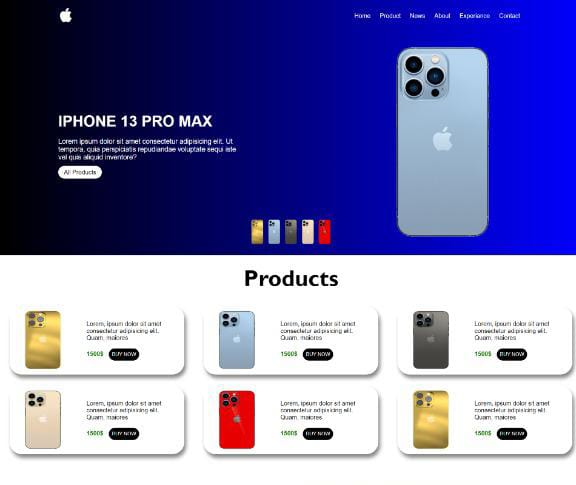 Home Product News About Experiance Contact
IPHONE 13 PRO MAX
Lorem ipsum dolor sit amet consectetur adipisicing elit. Ut
tempora, quia perspiciatis repudiandae voluptate sequi iste
vel quis aliquid inventore?
All Products
Products
Lorem, ipsum dolor sit amet
consectetur adipisicing elit.
Quam, maiores
1500$ BUY NOW
Lorem, ipsum dolor sit amet
consectetur adipisicing elit.
Quam, maiores
1500$ BUY NOW
Lorem, ipsum dolor sit amet
consectetur adipisicing elit.
Quam, maiores
1500$ BUY NOW
Lorem, ipsum dolor sit amet
consectetur adipisicing elit.
Quam, maiores
1500$ BUY NOW
Lorem, ipsum dolor sit amet
consectetur adipisicing elit.
Quam, maiores
1500$ BUY NOW
Lorem, ipsum dolor sit amet
consectetur adipisicing elit.
Quam, maiores
1500$ BUY NOW